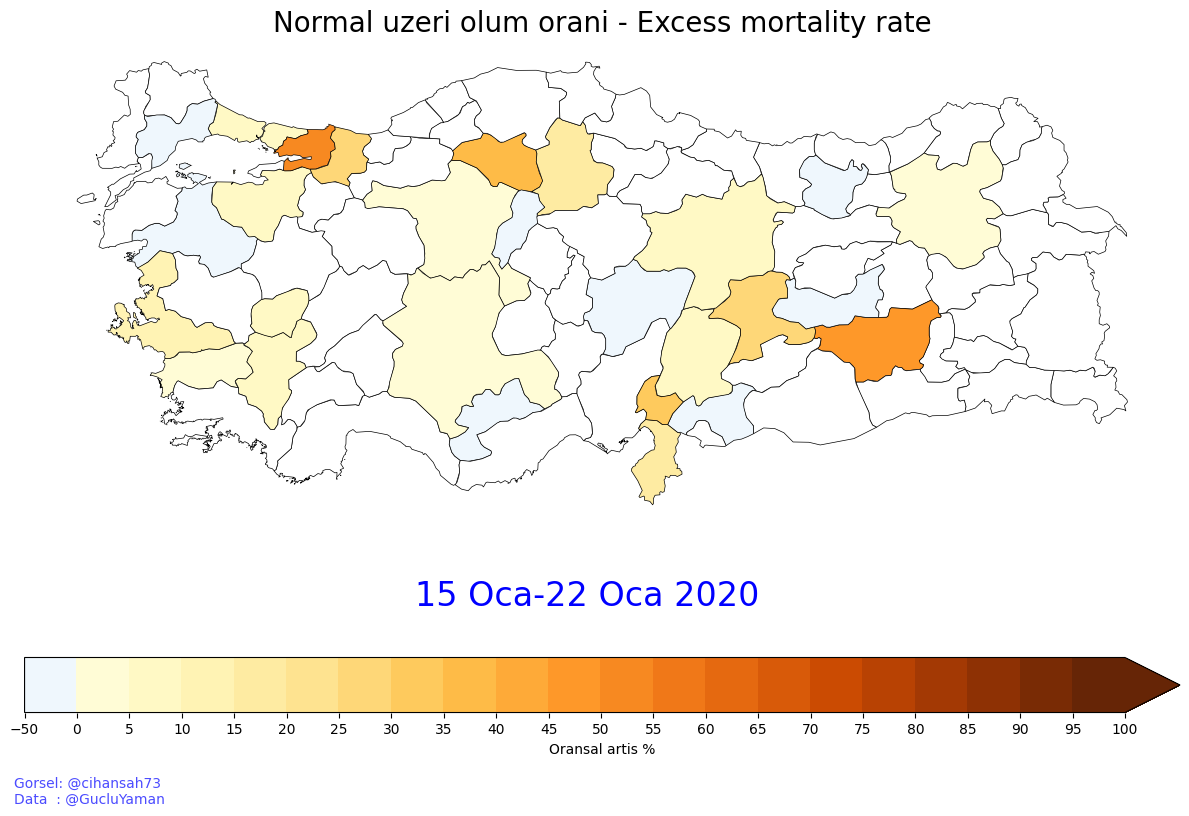 Normal uzeri olum orani - Excess mortality rate
15 Oca-22 Oca 2020
−50 0 5 10 15 20 25 30 35 40 45 50 55 60 65 70 75 80 85 90 95 100
Oransal artis %
Gorsel: @cihansah73
Data  : @GucluYaman